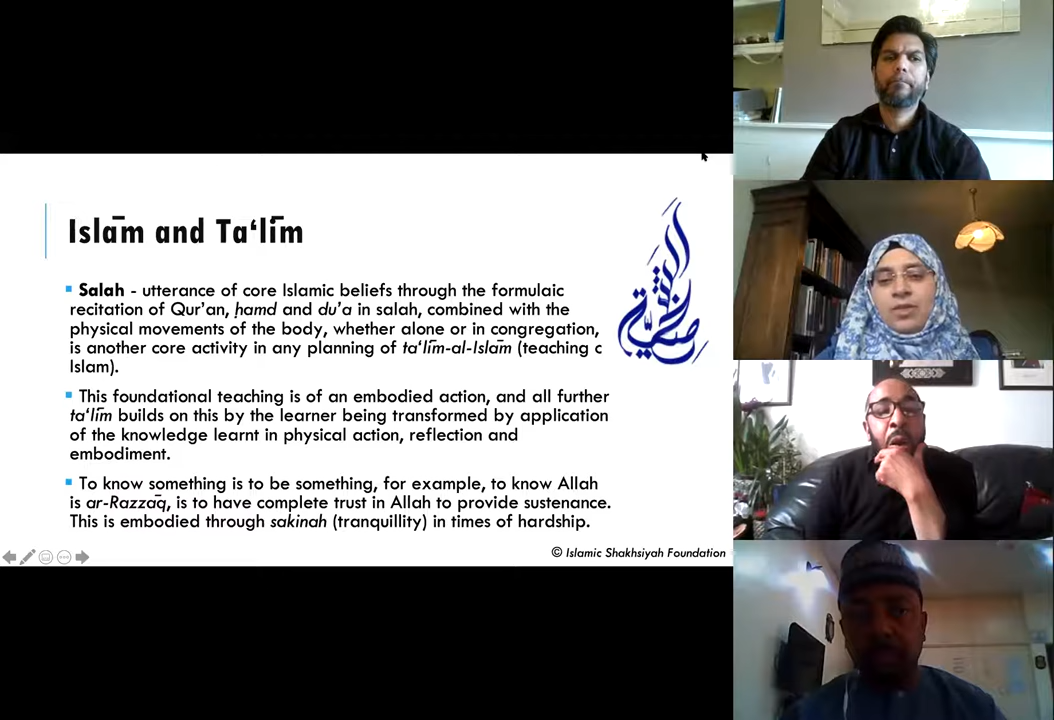 Islām and Ta‘līm
Salah - utterance of core Islamic beliefs through the formulaic
recitation of Qur’an, ḥamd and du’a in salah, combined with the
physical movements of the body, whether alone or in congregation,
is another core activity in any planning of ta‘līm-al-Islām (teaching c
Islam).
This foundational teaching is of an embodied action, and all further
ta‘līm builds on this by the learner being transformed by application
of the knowledge learnt in physical action, reflection and
embodiment.
To know something is to be something, for example, to know Allah
is ar-Razzāq, is to have complete trust in Allah to provide sustenance.
This is embodied through sakinah (tranquillity) in times of hardship.
© Islamic Shakhsiyah Foundation